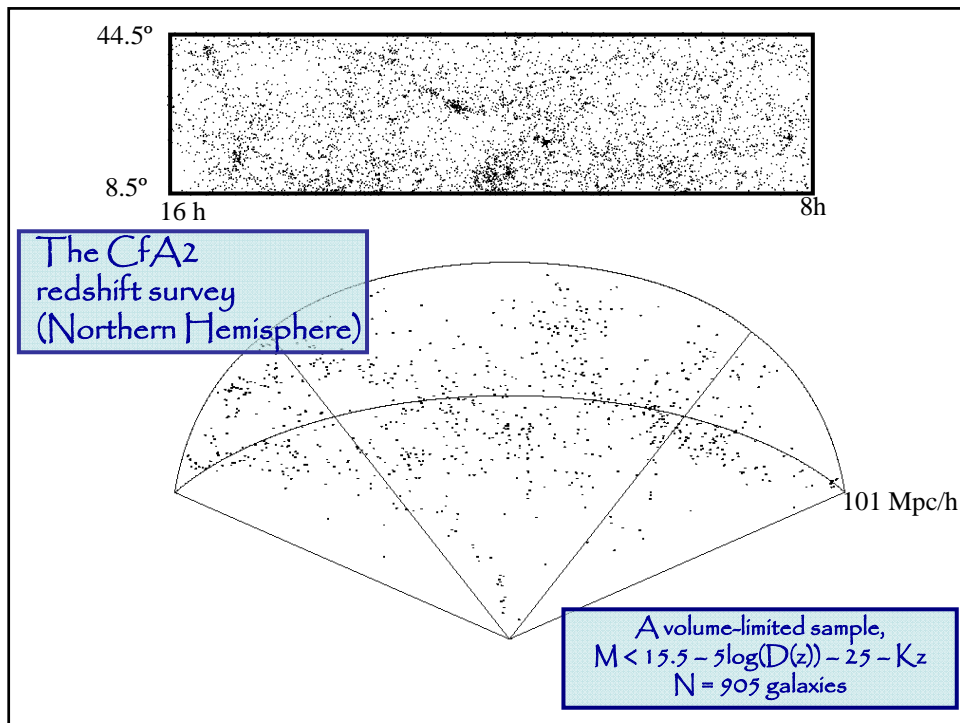 44.5º
8.5º
16 h
8h
The CfA2
redshift survey
(Northern Hemisphere)
101 Mpc/h
A volume-limited sample,
M < 15.5 – 5log(D(z)) – 25 – Kz
N = 905 galaxies